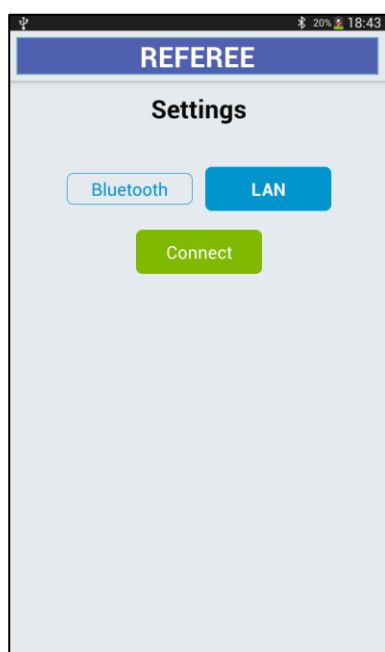 20% 18:43
REFEREE
Settings
Bluetooth LAN
Connect